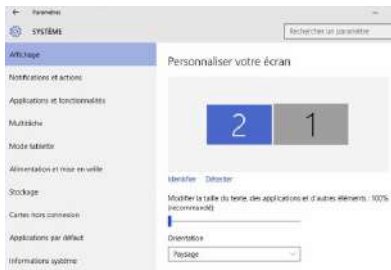 Paramètres
SYSTÈME
Rechercher un paramètre
Affichage
Notifications et actions
Applications et fonctionnalités
Multitâche
Mode tablette
Alimentation et mise en veille
Stockage
Cartes hors connexion
Applications par défaut
Informations système
Personnaliser votre écran
2 1
Identifier Détecter
Modifier la taille du texte, des applications et d'autres éléments : 100%
(recommandé)
Orientation
Paysage